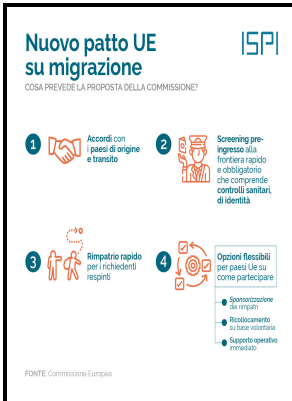 Nuovo patto UE
su migrazione
ISPI
COSA PREVEDE LA PROPOSTA DELLA COMMISSIONE?
1
Accordi con
i paesi di origine
e transito
2
Screening pre-
ingresso alla
frontiera rapido
e obbligatorio
che comprende
controlli sanitari,
di identità
3
Rimpatrio rapido
per i richiedenti
respinti
4
Opzioni flessibili
per paesi Ue su
come partecipare
Sponsorizzazione
dei rimpatri
Ricollocamento
su base volontaria
Supporto operativo
immediato
FONTE: Commissione Europea